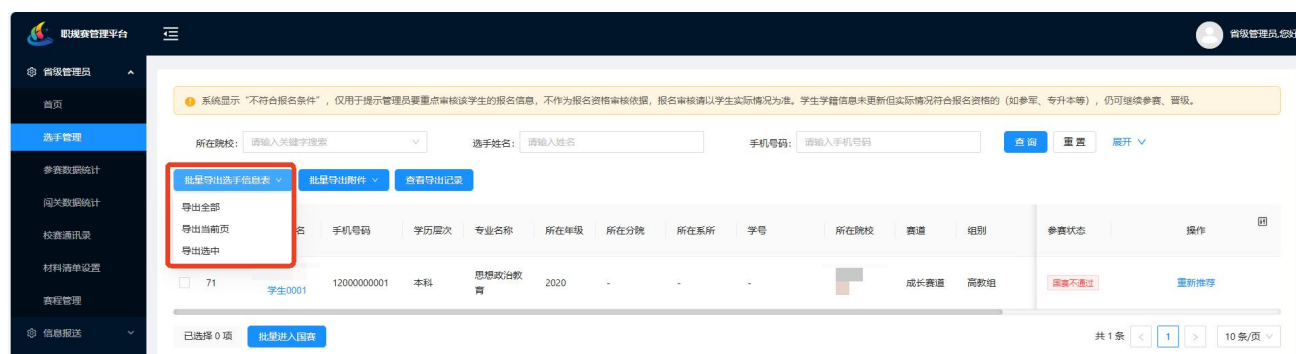 职规赛管理平台
省级管理员,您好
省级管理员
首页
选手管理
参赛数据统计
闯关数据统计
校赛通讯录
材料清单设置
赛程管理
信息报送
系统显示“不符合报名条件”，仅用于提示管理员要重点审核该学生的报名信息，不作为报名资格审核依据，报名审核请以学生实际情况为准。学生学籍信息未更新但实际情况符合报名资格的（如参军、专升本等），仍可继续参赛、晋级。
所在院校: 请输入关键字搜索 选手姓名: 请输入姓名 手机号码: 请输入手机号码 查 询 重 置 展开
批量导出选手信息表 批量导出附件 查看导出记录
导出全部
导出当前页
导出选中
名 手机号码 学历层次 专业名称 所在年级 所在分院 所在系所 学号 所在院校 赛道 组别 参赛状态 操作
71 学生0001 12000000001 本科 思想政治教育 2020 - - - 成长赛道 高教组 国赛不通过 重新推荐
已选择 0 项 批量进入国赛 共 1 条 < 1 > 10 条/页